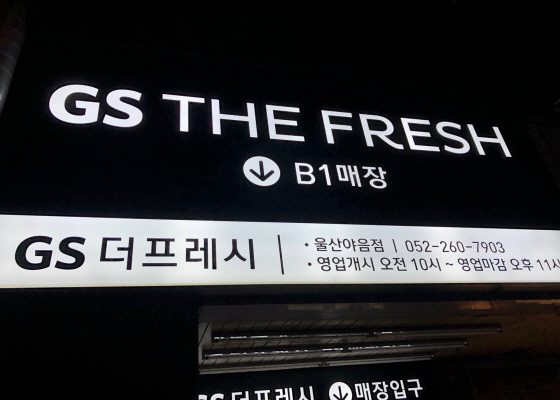 GS THE FRESH
↓ B1매장
GS 더프레시 | ·울산야음점 | 052-260-7903
·영업개시 오전 10시 ~ 영업마감 오후 11시
GS 더프레시 ↓ 매장입구